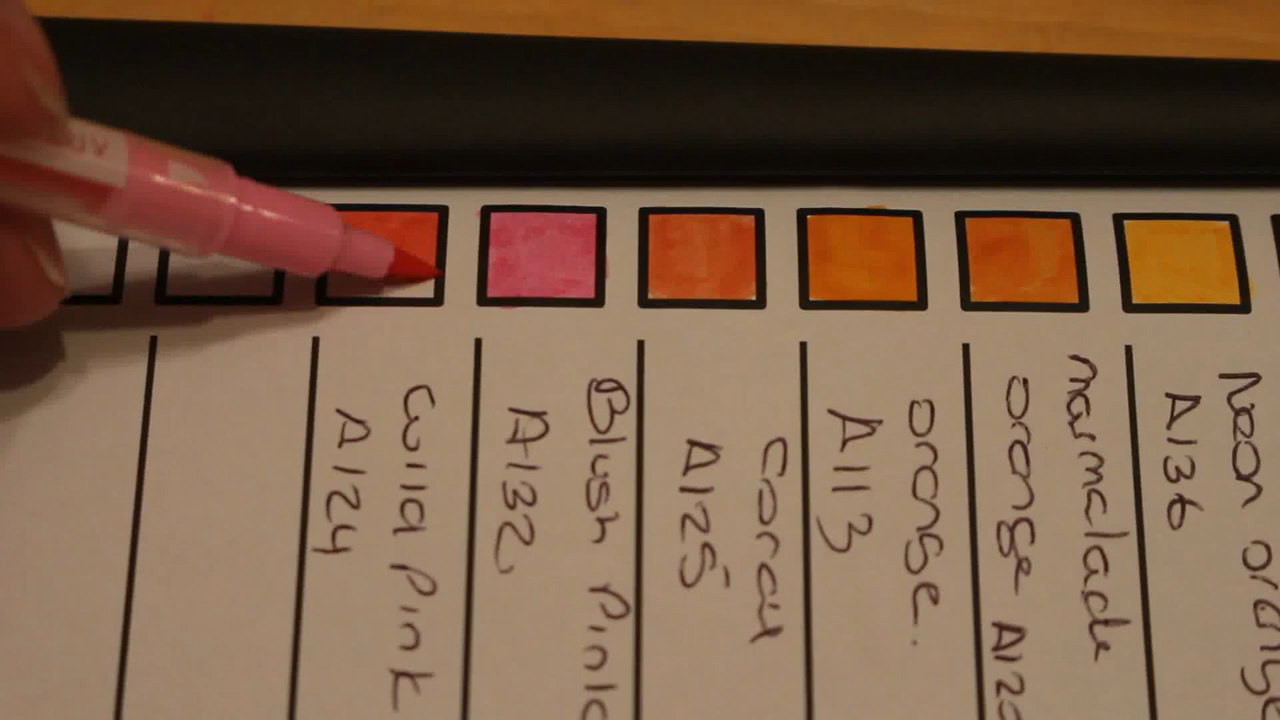 Wild Pink
A124
Blush Pink
A132
Coral
A125
orange.
A113
marmalade
orange
Neon orange
A136